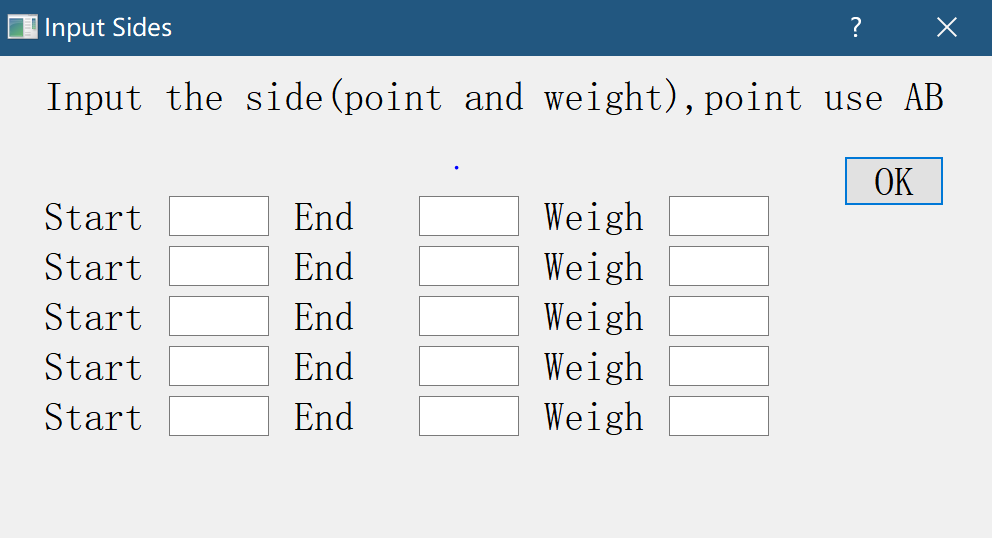 Input Sides ?
Input the side(point and weight),point use AB
OK
Start End Weigh
Start End Weigh
Start End Weigh
Start End Weigh
Start End Weigh